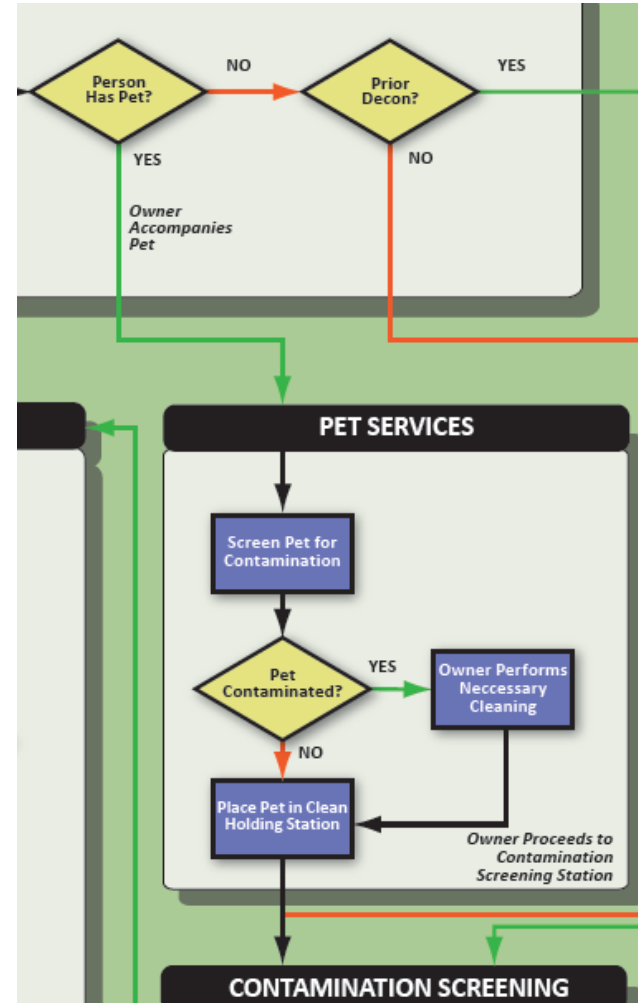 Person
Has Pet?
NO
Prior
Decon?
YES
YES
NO
Owner
Accompanies
Pet
PET SERVICES
Screen Pet for
Contamination
Pet
Contaminated?
YES
Owner Performs
Neccessary
Cleaning
NO
Place Pet in Clean
Holding Station
Owner Proceeds to
Contamination
Screening Station
CONTAMINATION SCREENING